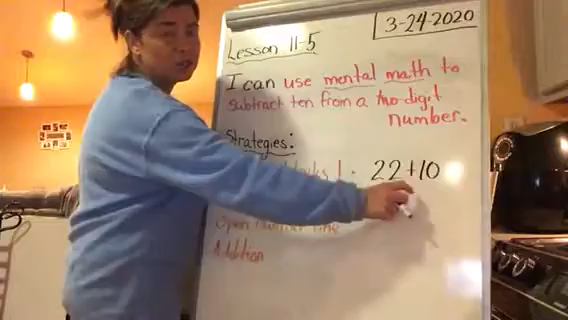 3-24-2020
Lesson 11-5
I can use mental math to
subtract ten from a two-digit
number.
Strategies:
1. 22+10
Open number line
Addition